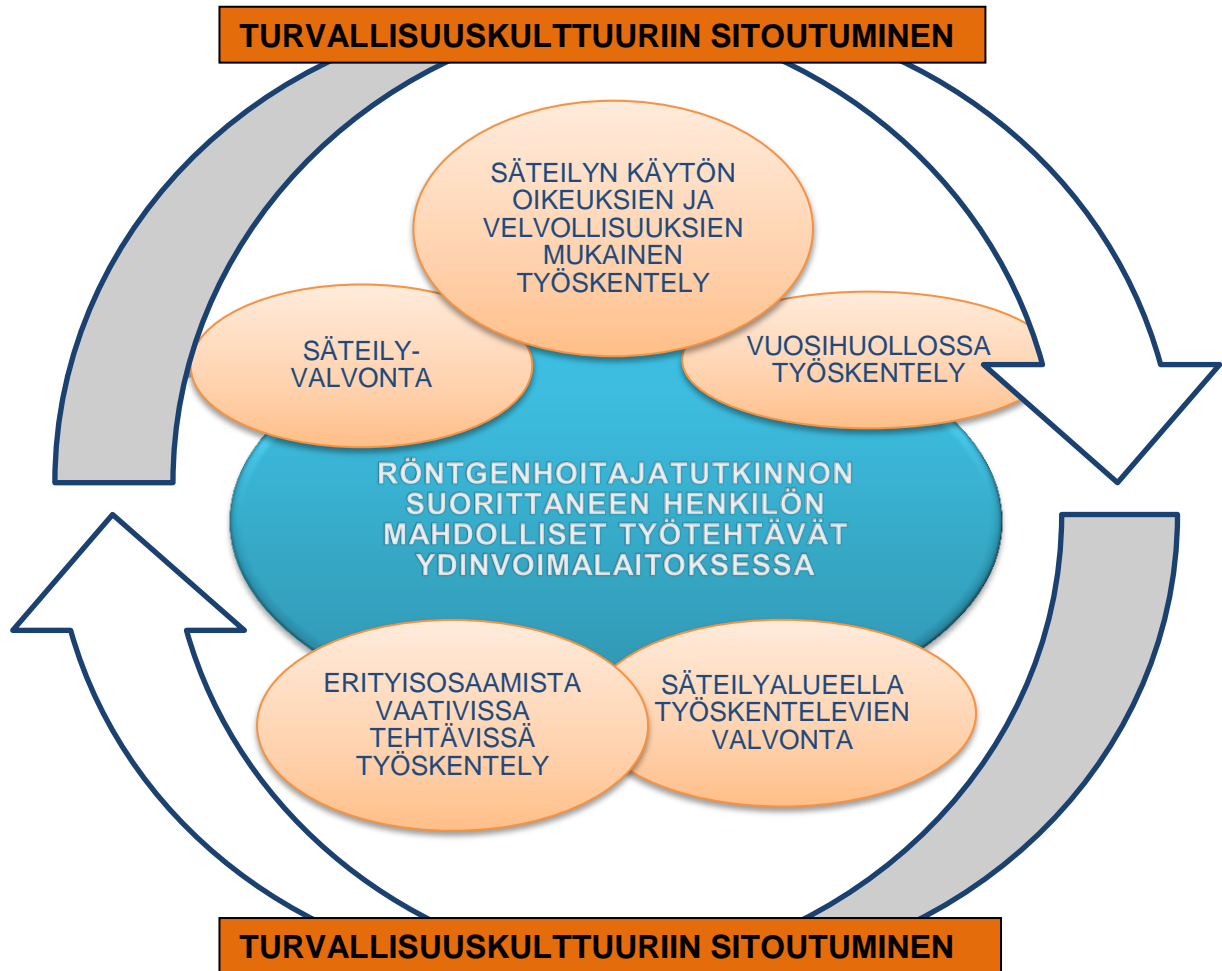 TURVALLISUUSKULTTUURIIN SITOUTUMINEN
SÄTEILYN KÄYTÖN
OIKEUKSIEN JA
VELVOLLISUUKSIEN
MUKAINEN
TYÖSKENTELY
SÄTEILY-
VALVONTA
VUOSIHUOLLOSSA
TYÖSKENTELY
RÖNTGENHOITAJATUTKINNON
SUORITTANEEN HENKILÖN
MAHDOLLISET TYÖTEHTÄVÄT
YDINVOIMALAITOKSESSA
ERITYISOSAAMISTA
VAATIVISSA
TEHTÄVISSÄ
TYÖSKENTELY
SÄTEILYALUEELLA
TYÖSKENTELEVIEN
VALVONTA
TURVALLISUUSKULTTUURIIN SITOUTUMINEN